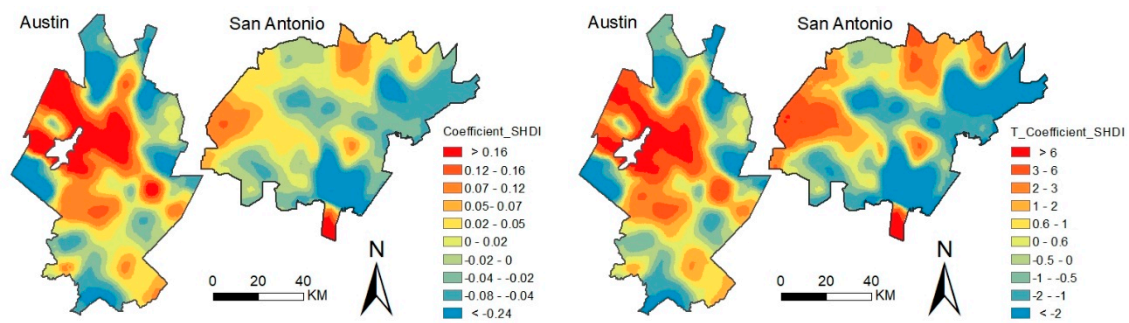 Austin
San Antonio
Coefficient_SHDI
> 0.16
0.12 - 0.16
0.07 - 0.12
0.05 - 0.07
0.02 - 0.05
0 - 0.02
-0.02 - 0
-0.04 - -0.02
-0.08 - -0.04
< -0.24
N
0 20 40
KM
Austin
San Antonio
T_Coefficient_SHDI
> 6
3 - 6
2 - 3
1 - 2
0.6 - 1
0 - 0.6
-0.5 - 0
-1 - -0.5
-2 - -1
< -2
N
0 20 40
KM